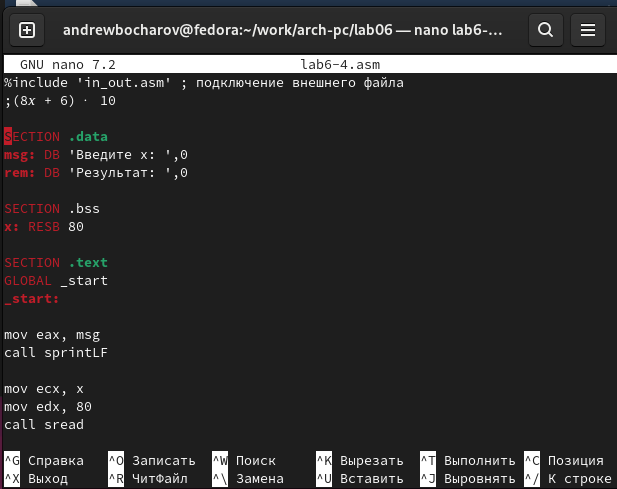 andrewbocharov@fedora:~/work/arch-pc/lab06 — nano lab6-...
GNU nano 7.2 lab6-4.asm
%include 'in_out.asm' ; подключение внешнего файла
;(8𝑥 + 6) · 10
SECTION .data
msg: DB 'Введите x: ',0
rem: DB 'Результат: ',0
SECTION .bss
x: RESB 80
SECTION .text
GLOBAL _start
_start:
mov eax, msg
call sprintLF
mov ecx, x
mov edx, 80
call sread
^G Справка ^O Записать ^W Поиск ^K Вырезать ^T Выполнить ^C Позиция
^X Выход ^R ЧитФайл ^\ Замена ^U Вставить ^J Выровнять ^/ К строке